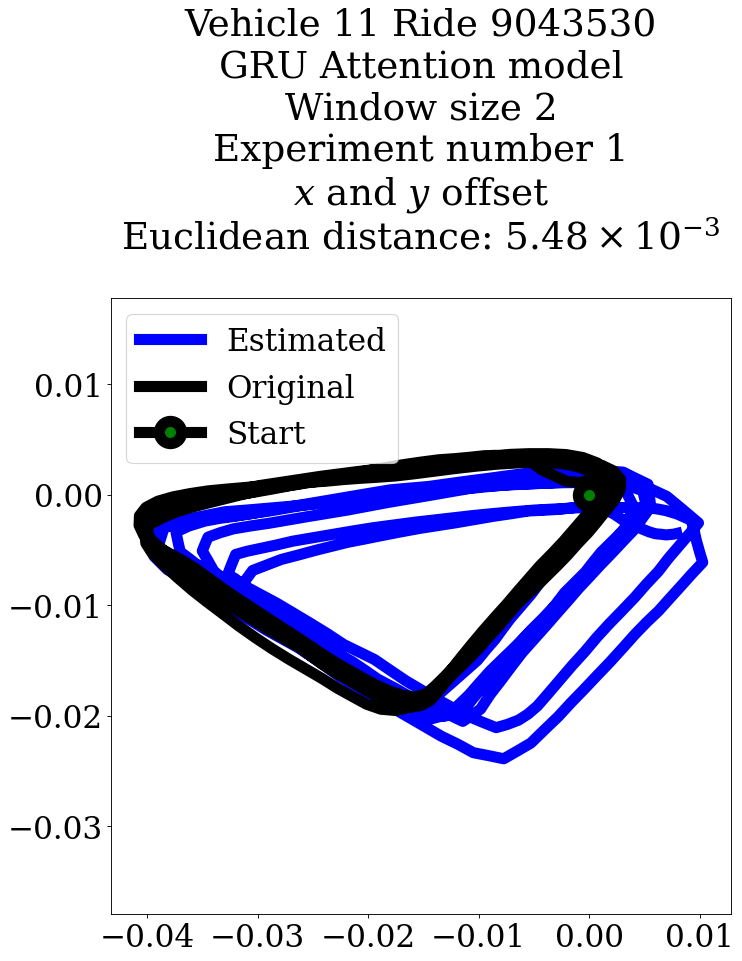 Vehicle 11 Ride 9043530
GRU Attention model
Window size 2
Experiment number 1
x and y offset
Euclidean distance: 5.48 × 10⁻³
Estimated
Original
Start
0.01
0.00
−0.01
−0.02
−0.03
−0.04 −0.03 −0.02 −0.01 0.00 0.01